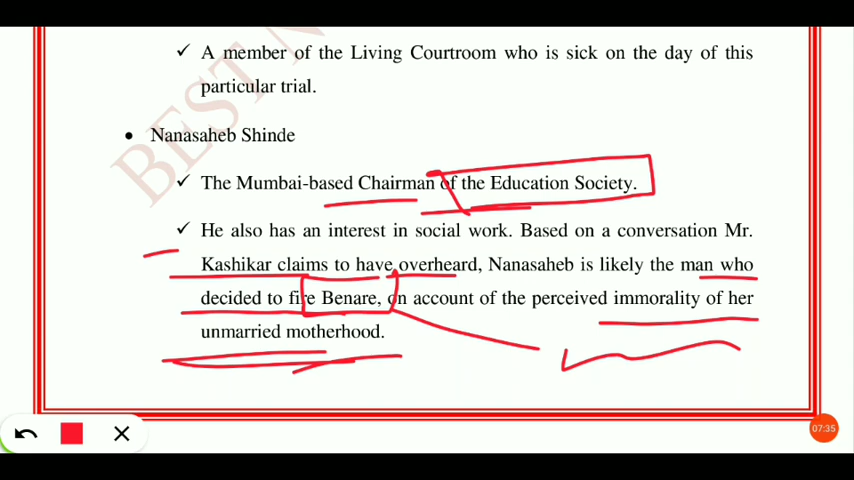 ✓ A member of the Living Courtroom who is sick on the day of this
particular trial.
• Nanasaheb Shinde
✓ The Mumbai-based Chairman of the Education Society.
✓ He also has an interest in social work. Based on a conversation Mr.
Kashikar claims to have overheard, Nanasaheb is likely the man who
decided to fire Benare, on account of the perceived immorality of her
unmarried motherhood.
BEST N
07:35